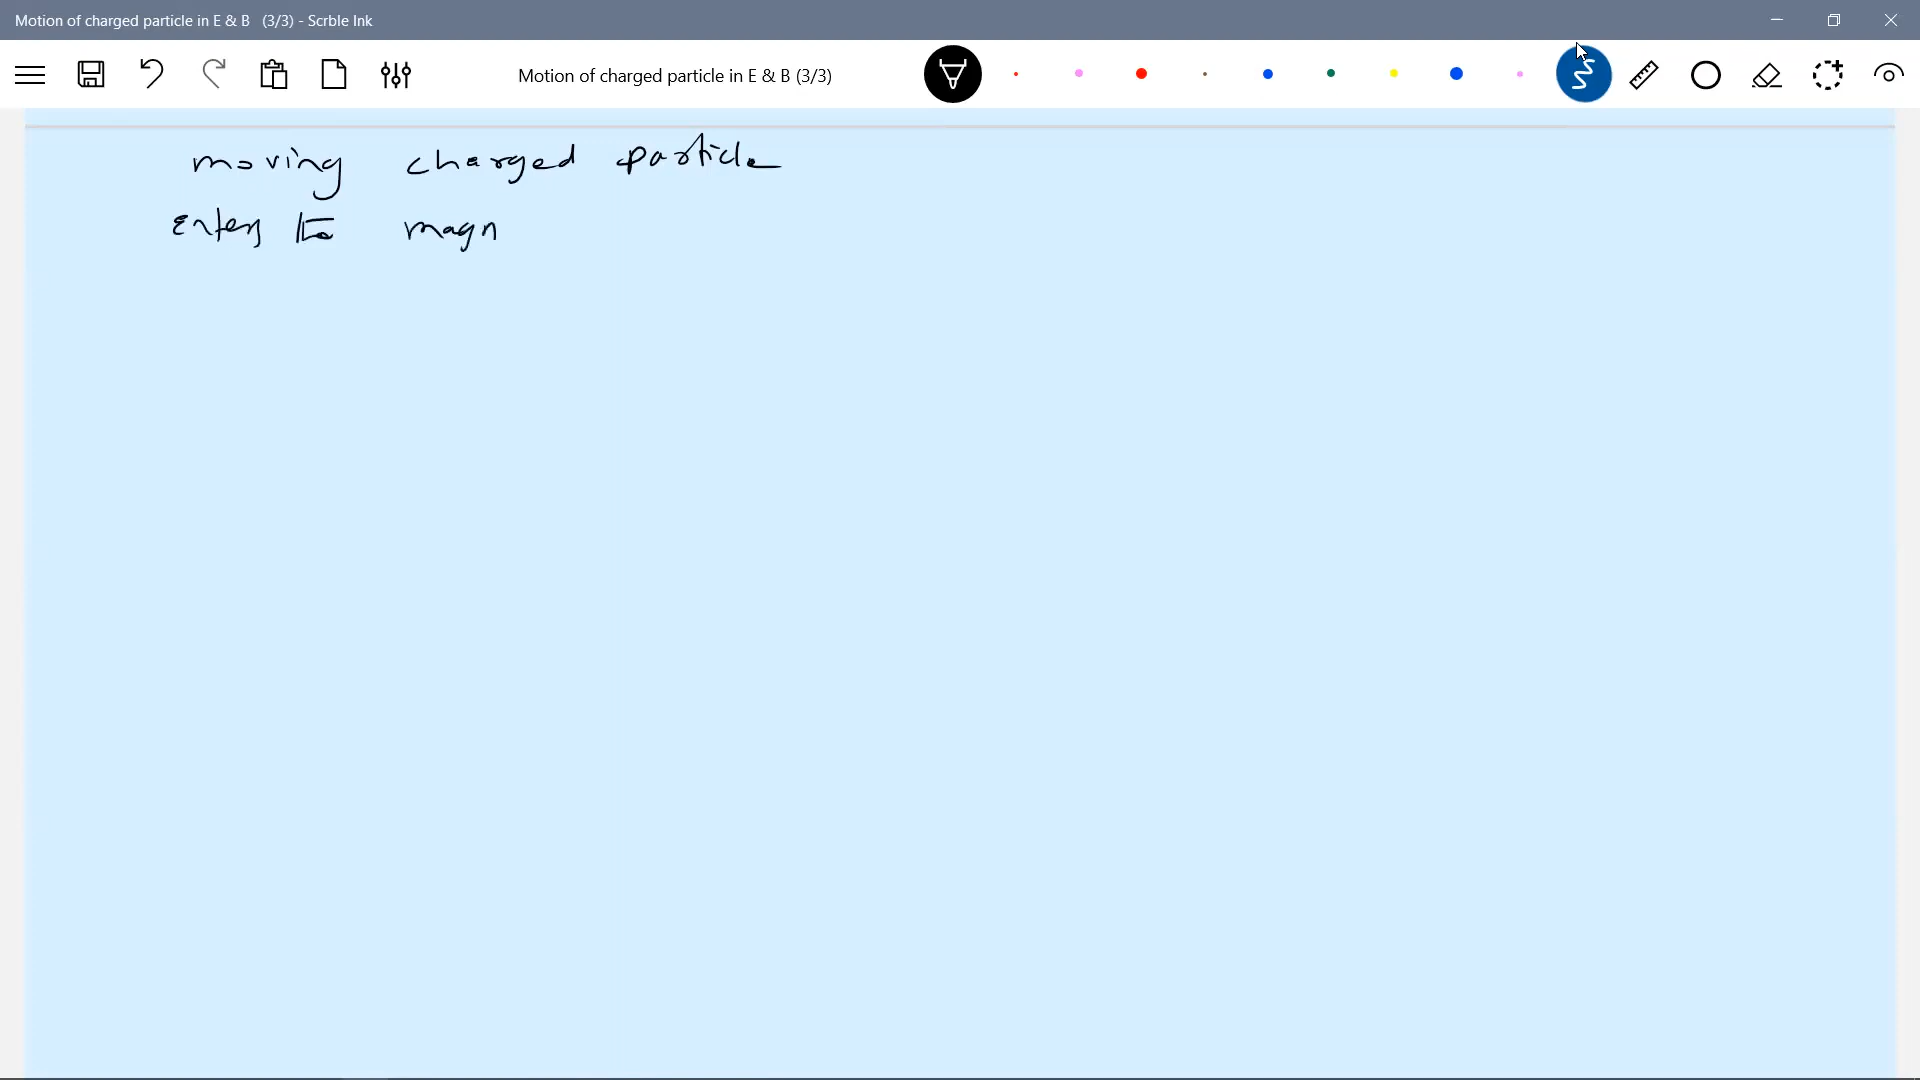 Motion of charged particle in E & B (3/3) - Scrble Ink
Motion of charged particle in E & B (3/3)
moving charged particle
Enters magn